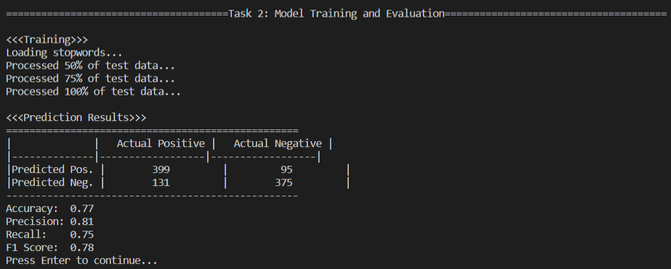 ======================================Task 2: Model Training and Evaluation======================================
<<<Training>>>
Loading stopwords...
Processed 50% of test data...
Processed 75% of test data...
Processed 100% of test data...
<<<Prediction Results>>>
==================================================
|              |   Actual Positive |   Actual Negative |
|--------------|------------------|------------------|
|Predicted Pos. |        399         |         95         |
|Predicted Neg. |        131         |        375         |
--------------------------------------------------
Accuracy:  0.77
Precision: 0.81
Recall:    0.75
F1 Score:  0.78
Press Enter to continue...